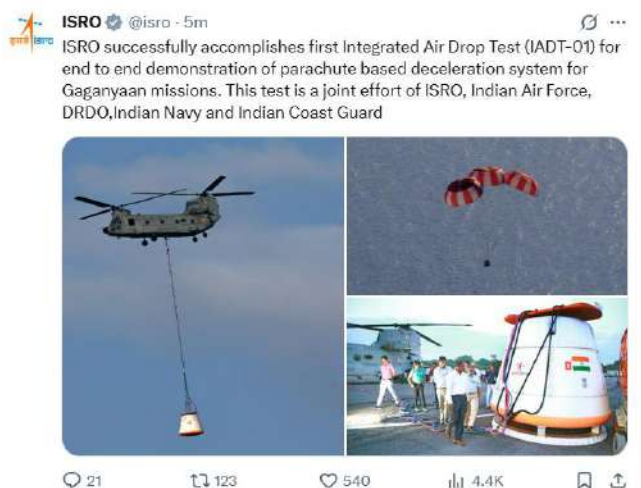 ISRO @isro · 5m
इसरो isro
ISRO successfully accomplishes first Integrated Air Drop Test (IADT-01) for
end to end demonstration of parachute based deceleration system for
Gaganyaan missions. This test is a joint effort of ISRO, Indian Air Force,
DRDO,Indian Navy and Indian Coast Guard
21 123 540 4.4K